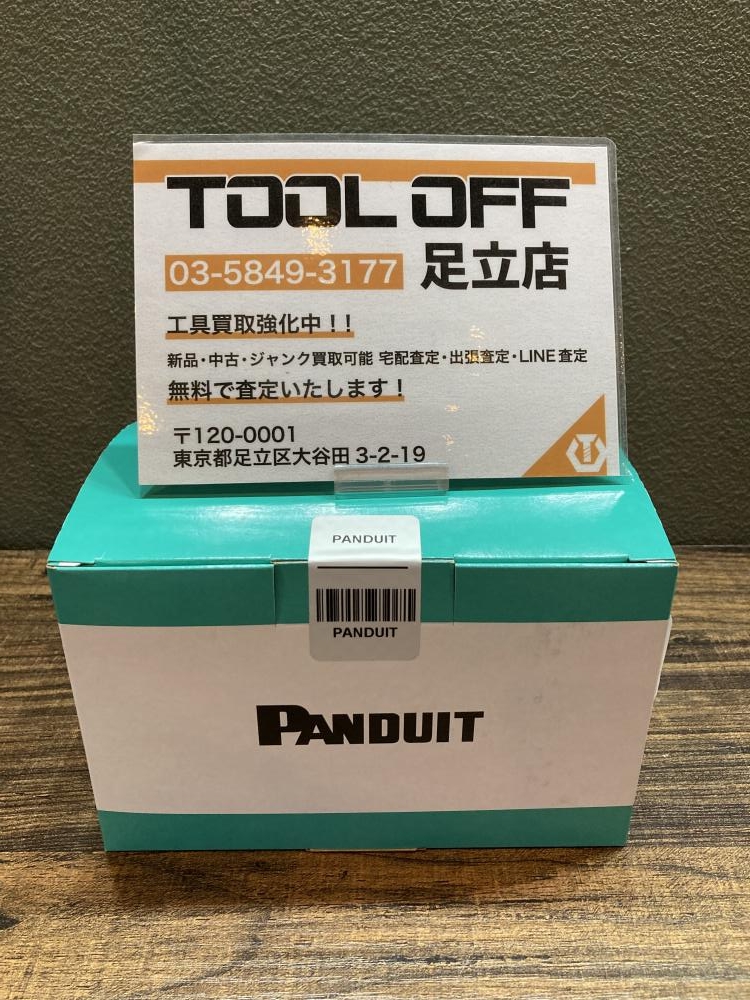 TOOL OFF
03-5849-3177 足立店
工具買取強化中！！
新品・中古・ジャンク買取可能 宅配査定・出張査定・LINE査定
無料で査定いたします！
〒120-0001
東京都足立区大谷田 3-2-19
PANDUIT
PANDUIT
PANDUIT